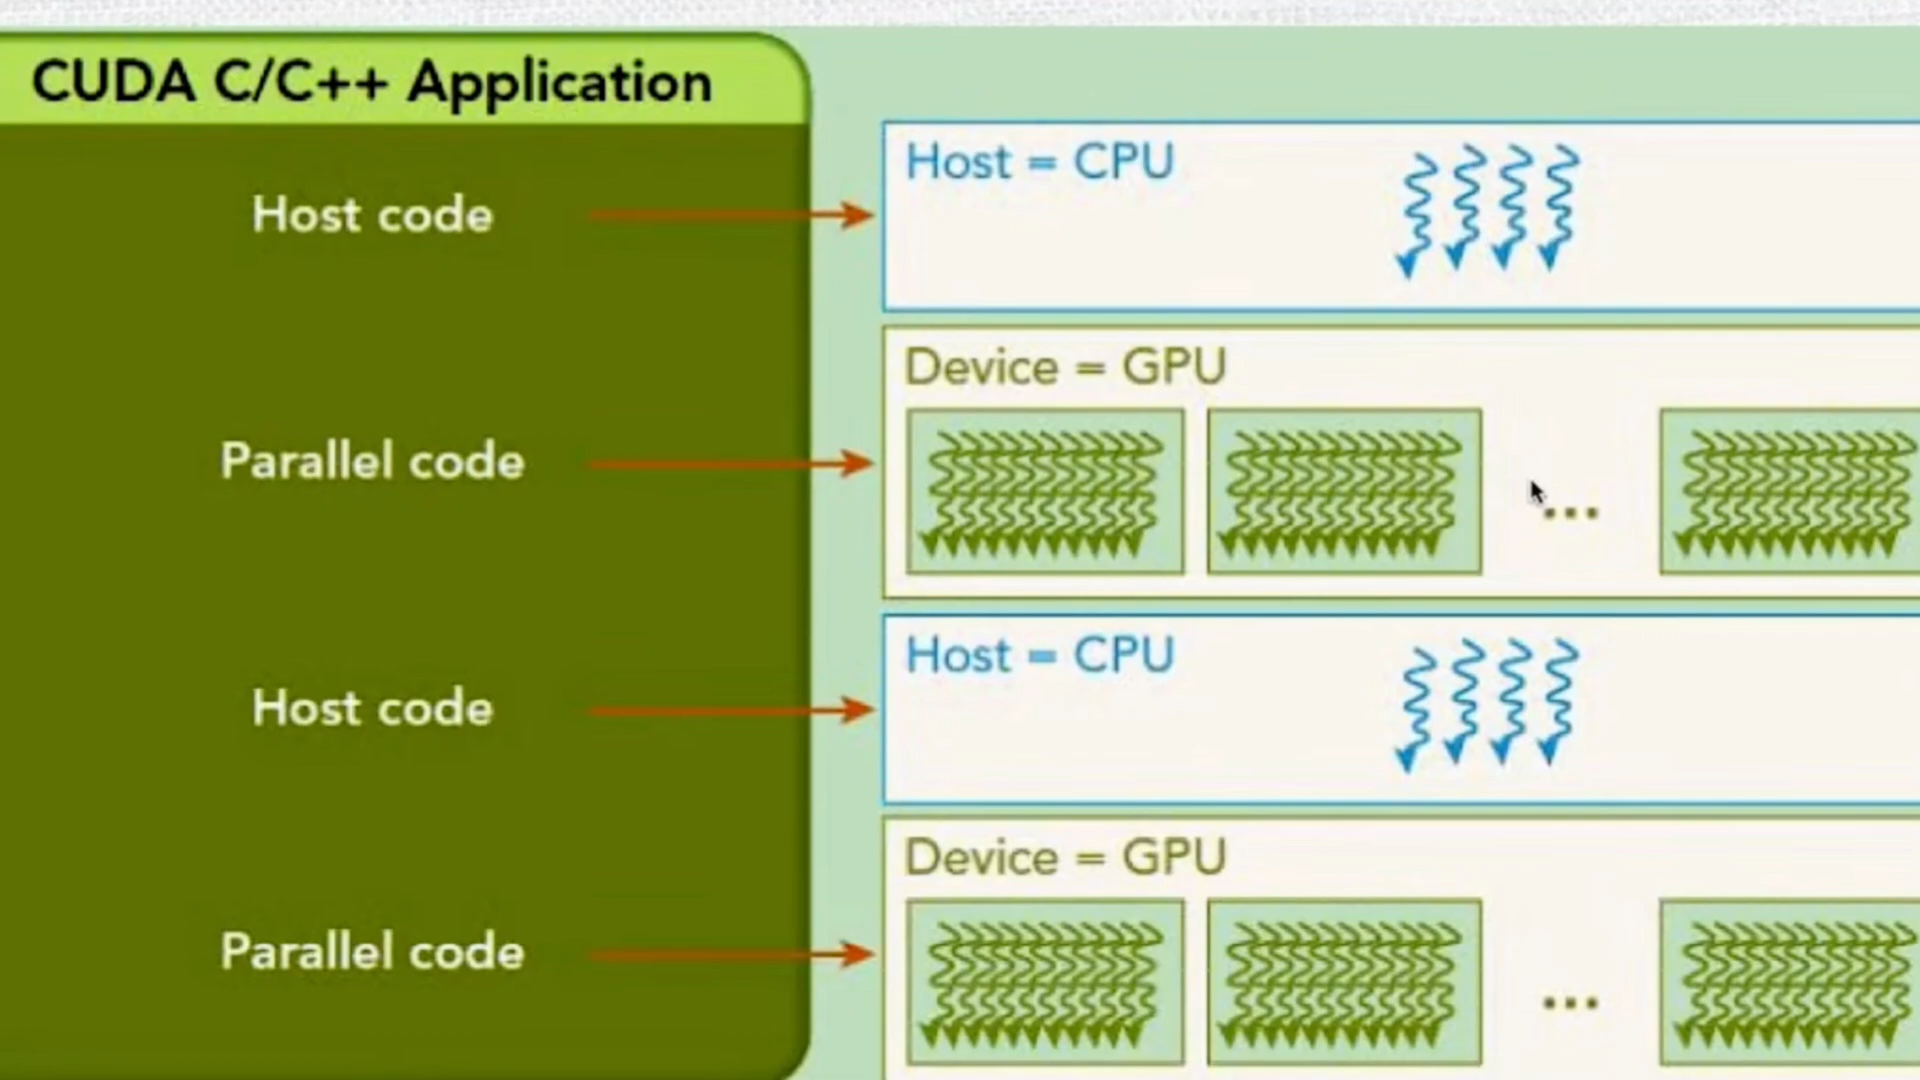 CUDA C/C++ Application
Host code
Host = CPU
Parallel code
Device = GPU
...
Host code
Host = CPU
Parallel code
Device = GPU
...